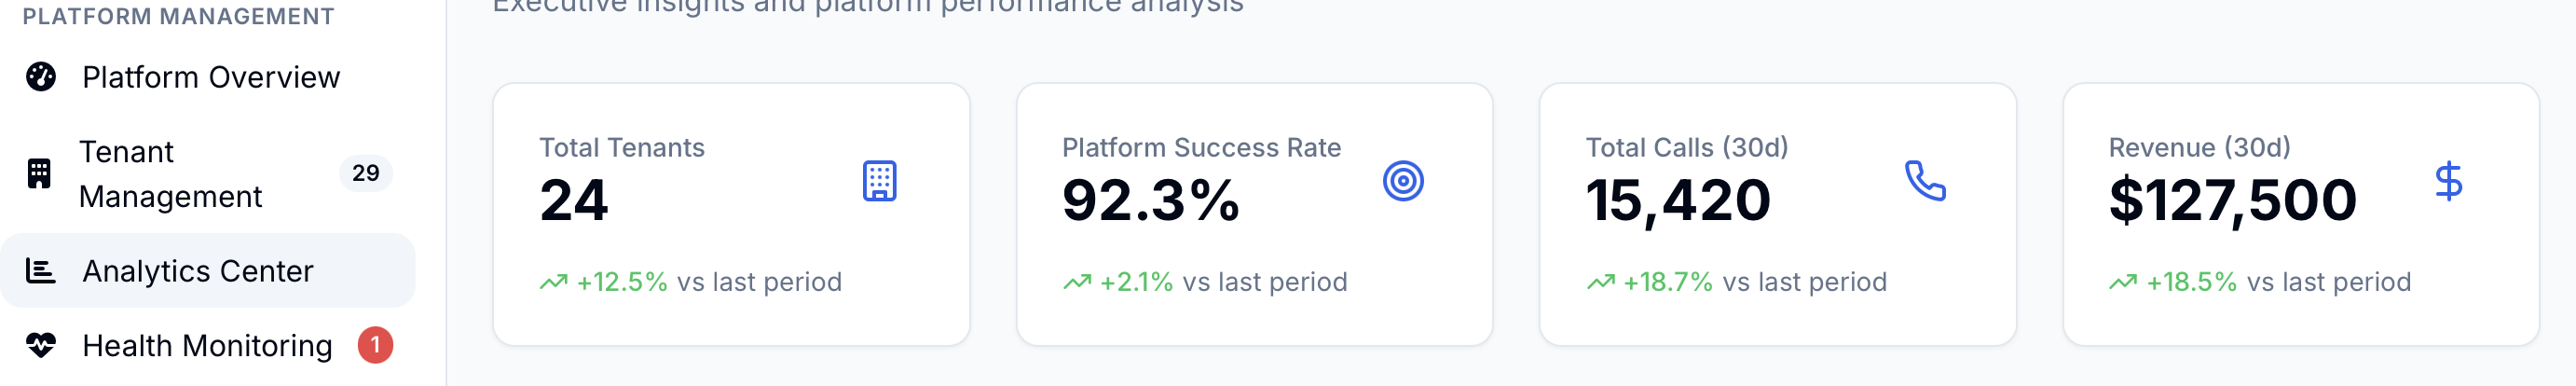 PLATFORM MANAGEMENT
Platform Overview
Tenant
Management
29
Analytics Center
Health Monitoring
1
Executive insights and platform performance analysis
Total Tenants
24
+12.5% vs last period
Platform Success Rate
92.3%
+2.1% vs last period
Total Calls (30d)
15,420
+18.7% vs last period
Revenue (30d)
$127,500
+18.5% vs last period